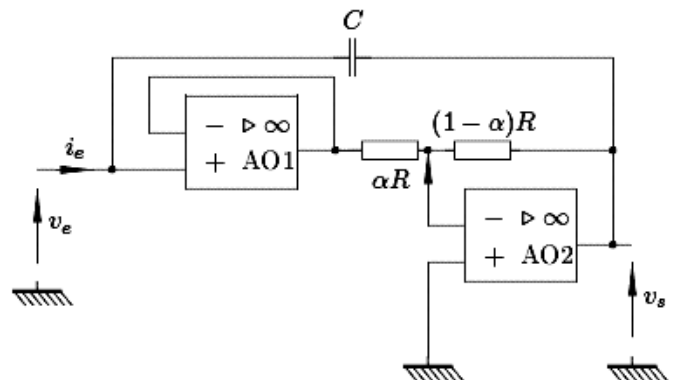 C
− ▷ ∞
+ AO1
i_e
v_e
αR
(1 − α)R
− ▷ ∞
+ AO2
v_s